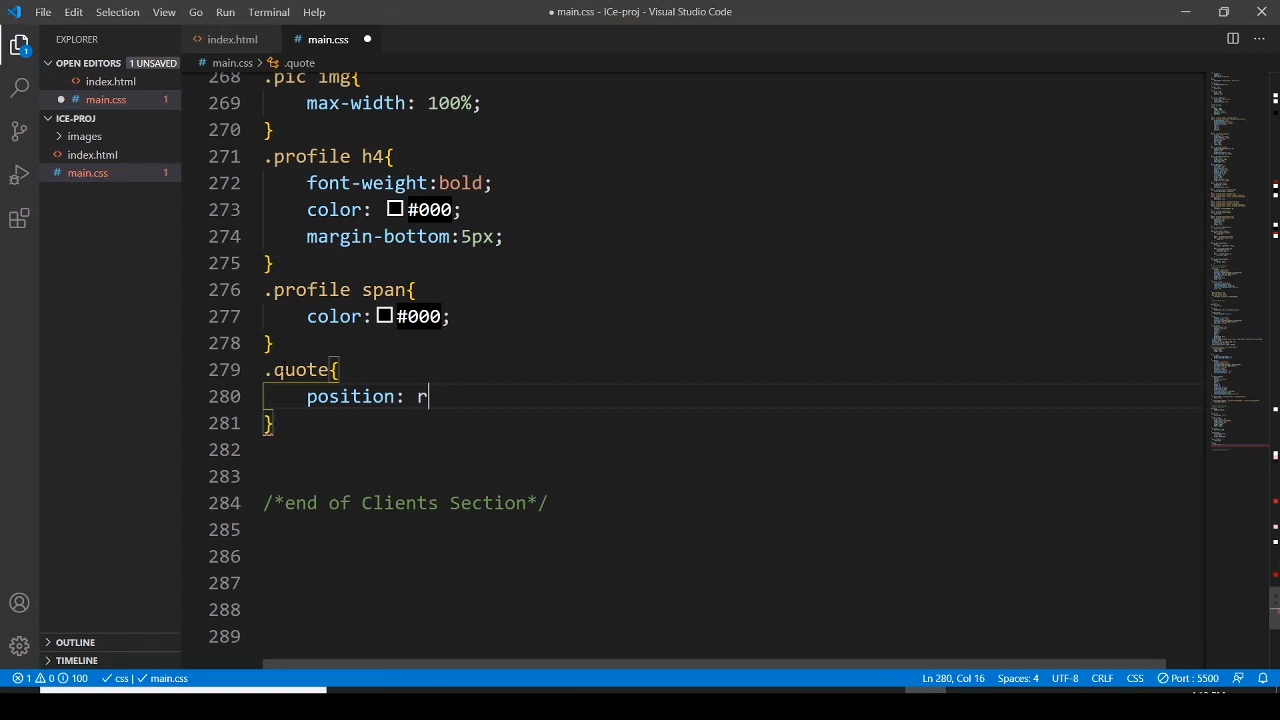 File Edit Selection View Go Run Terminal Help
● main.css - ICe-proj - Visual Studio Code
EXPLORER
index.html
main.css
OPEN EDITORS 1 UNSAVED
main.css > .quote
index.html
main.css 1
ICE-PROJ
images
index.html
main.css 1
268 .pic img{
269 max-width: 100%;
270 }
271 .profile h4{
272 font-weight:bold;
273 color: #000;
274 margin-bottom:5px;
275 }
276 .profile span{
277 color: #000;
278 }
279 .quote{
280 position: r
281 }
282
283
284 /*end of Clients Section*/
285
286
287
288
289
OUTLINE
TIMELINE
1 0 100 css | main.css
Ln 280, Col 16 Spaces: 4 UTF-8 CRLF CSS Port : 5500